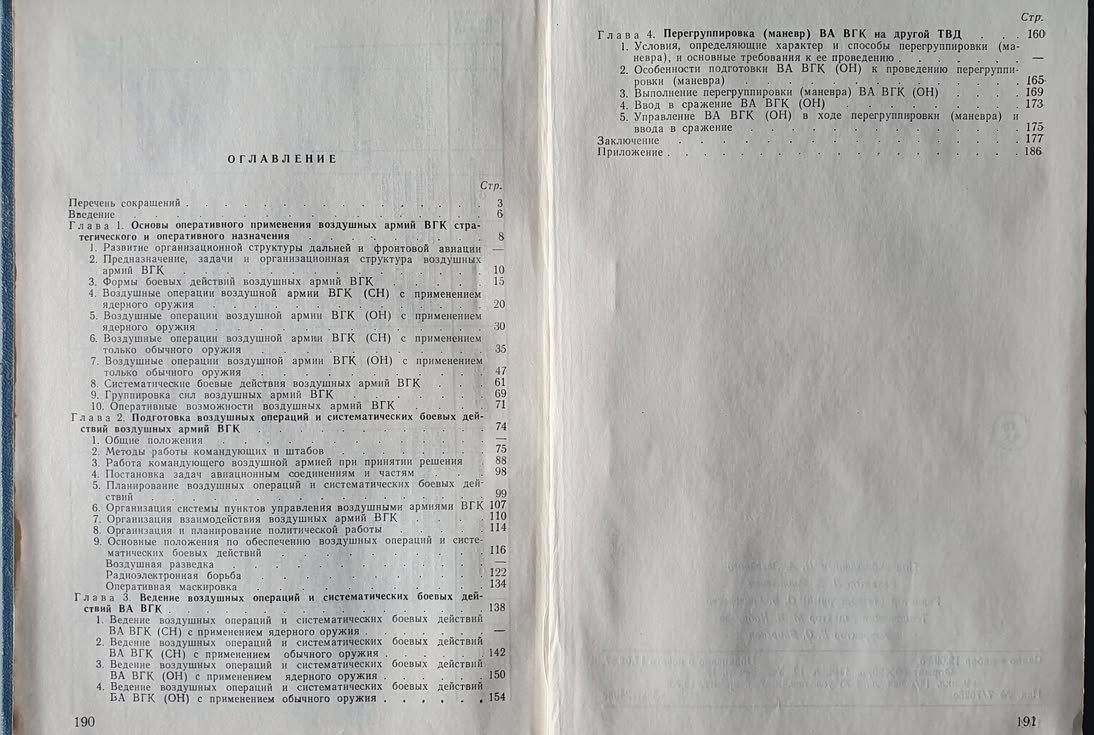 ОГЛАВЛЕНИЕ
Стр.
Перечень сокращений . . . . . . . . . . . . . . 3
Введение . . . . . . . . . . . . . . . . 6
Глава 1. Основы оперативного применения воздушных армий ВГК стра-
тегического и оперативного назначения . . . . . . . . 8
1. Развитие организационной структуры дальней и фронтовой авиации —
2. Предназначение, задачи и организационная структура воздушных
армий ВГК . . . . . . . . . . . . . . 10
3. Формы боевых действий воздушных армий ВГК . . . . . 15
4. Воздушные операции воздушной армии ВГК (СН) с применением
ядерного оружия . . . . . . . . . . . . 20
5. Воздушные операции воздушной армии ВГК (ОН) с применением
ядерного оружия . . . . . . . . . . . . 30
6. Воздушные операции воздушной армии ВГК (СН) с применением
только обычного оружия . . . . . . . . . . 35
7. Воздушные операции воздушной армии ВГК (ОН) с применением
только обычного оружия . . . . . . . . . . 47
8. Систематические боевые действия воздушных армий ВГК . . . 61
9. Группировка сил воздушных армий ВГК . . . . . . 69
10. Оперативные возможности воздушных армий ВГК . . . . 71
Глава 2. Подготовка воздушных операций и систематических боевых дей-
ствий воздушных армий ВГК . . . . . . . . . . 74
1. Общие положения . . . . . . . . . . . . —
2. Методы работы командующих и штабов . . . . . . . 75
3. Работа командующего воздушной армией при принятии решения 88
4. Постановка задач авиационным соединениям и частям . . . 98
5. Планирование воздушных операций и систематических боевых дей-
ствий . . . . . . . . . . . . . . . 99
6. Организация системы пунктов управления воздушными армиями ВГК 107
7. Организация взаимодействия воздушных армий ВГК . . . . 110
8. Организация и планирование политической работы . . . . 114
9. Основные положения по обеспечению воздушных операций и систе-
матических боевых действий . . . . . . . . . 116
Воздушная разведка . . . . . . . . . . . . —
Радиоэлектронная борьба . . . . . . . . . . 122
Оперативная маскировка . . . . . . . . . . 134
Глава 3. Ведение воздушных операций и систематических боевых дей-
ствий ВА ВГК . . . . . . . . . . . . . . 138
1. Ведение воздушных операций и систематических боевых действий
ВА ВГК (СН) с применением ядерного оружия . . . . . . —
2. Ведение воздушных операций и систематических боевых действий
ВА ВГК (СН) с применением обычного оружия . . . . . . 142
3. Ведение воздушных операций и систематических боевых действий
ВА ВГК (ОН) с применением ядерного оружия . . . . . . 150
4. Ведение воздушных операций и систематических боевых действий
ВА ВГК (ОН) с применением обычного оружия . . . . . . 154
190
Стр.
Глава 4. Перегруппировка (маневр) ВА ВГК на другой ТВД . . . 160
1. Условия, определяющие характер и способы перегруппировки (ма-
невра), и основные требования к ее проведению . . . . . . . —
2. Особенности подготовки ВА ВГК (ОН) к проведению перегруппи-
ровки (маневра) . . . . . . . . . . . . . 165
3. Выполнение перегруппировки (маневра) ВА ВГК (ОН) . . . . 169
4. Ввод в сражение ВА ВГК (ОН) . . . . . . . . 173
5. Управление ВА ВГК (ОН) в ходе перегруппировки (маневра) и
ввода в сражение . . . . . . . . . . . . . 175
Заключение . . . . . . . . . . . . . . . . 177
Приложение . . . . . . . . . . . . . . . . 186
191